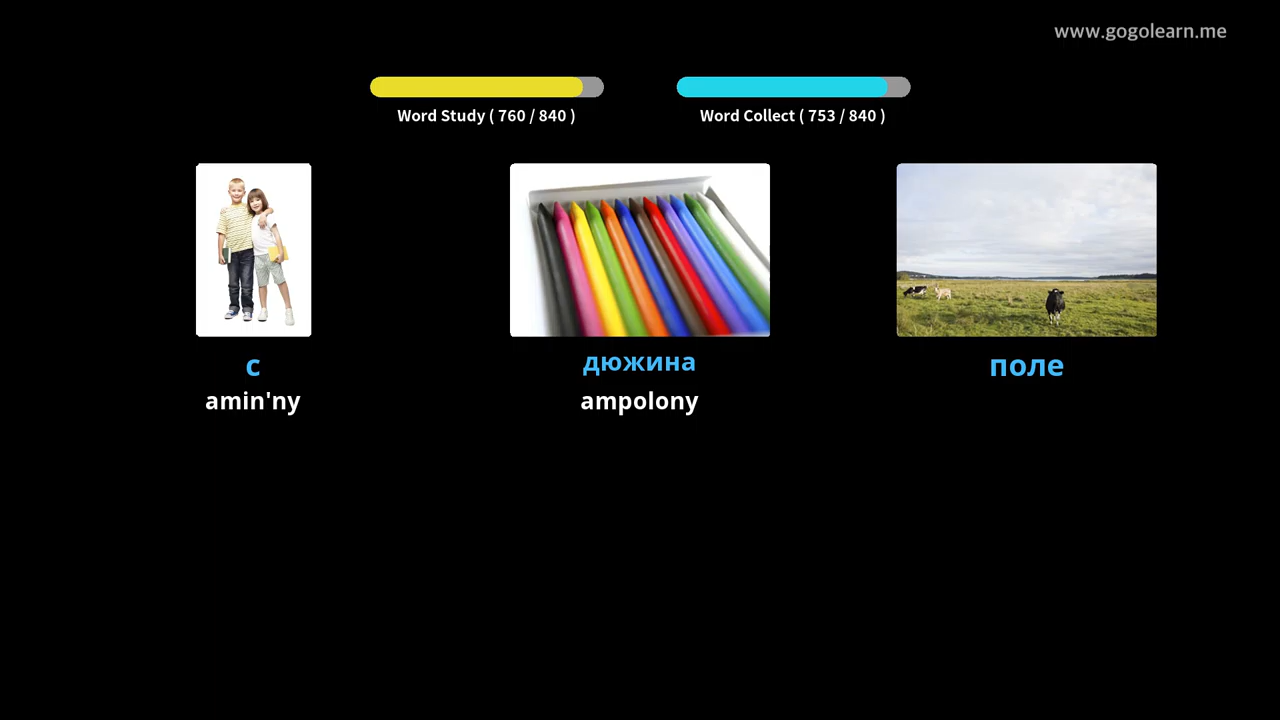 www.gogolearn.me
Word Study ( 760 / 840 )
Word Collect ( 753 / 840 )
с
amin'ny
дюжина
ampolony
поле